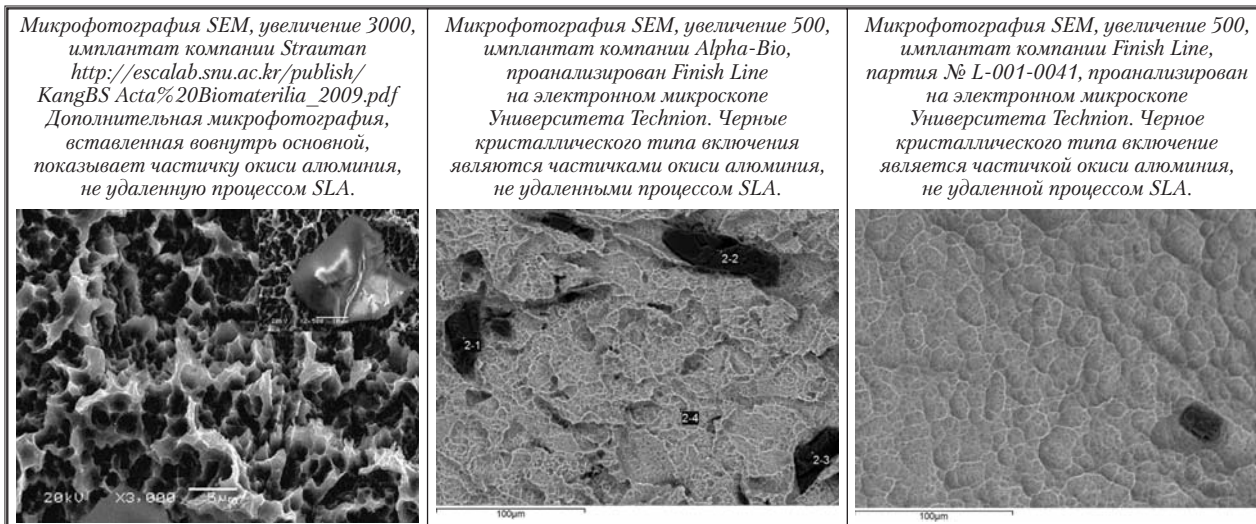 Микрофотография SEM, увеличение 3000,
имплантат компании Strauman
http://escalab.snu.ac.kr/publish/
KangBS Acta%20Biomaterilia_2009.pdf
Дополнительная микрофотография,
вставленная вовнутрь основной,
показывает частичку окиси алюминия,
не удаленную процессом SLA.
Микрофотография SEM, увеличение 500,
имплантат компании Alpha-Bio,
проанализирован Finish Line
на электронном микроскопе
Университета Technion. Черные
кристаллического типа включения
являются частичками окиси алюминия,
не удаленными процессом SLA.
Микрофотография SEM, увеличение 500,
имплантат компании Finish Line,
партия № L-001-0041, проанализирован
на электронном микроскопе
Университета Technion. Черное
кристаллического типа включение
является частичкой окиси алюминия,
не удаленной процессом SLA.
20kV X3,000 5µm
2-2
2-1
2-4
2-3
100µm
100µm